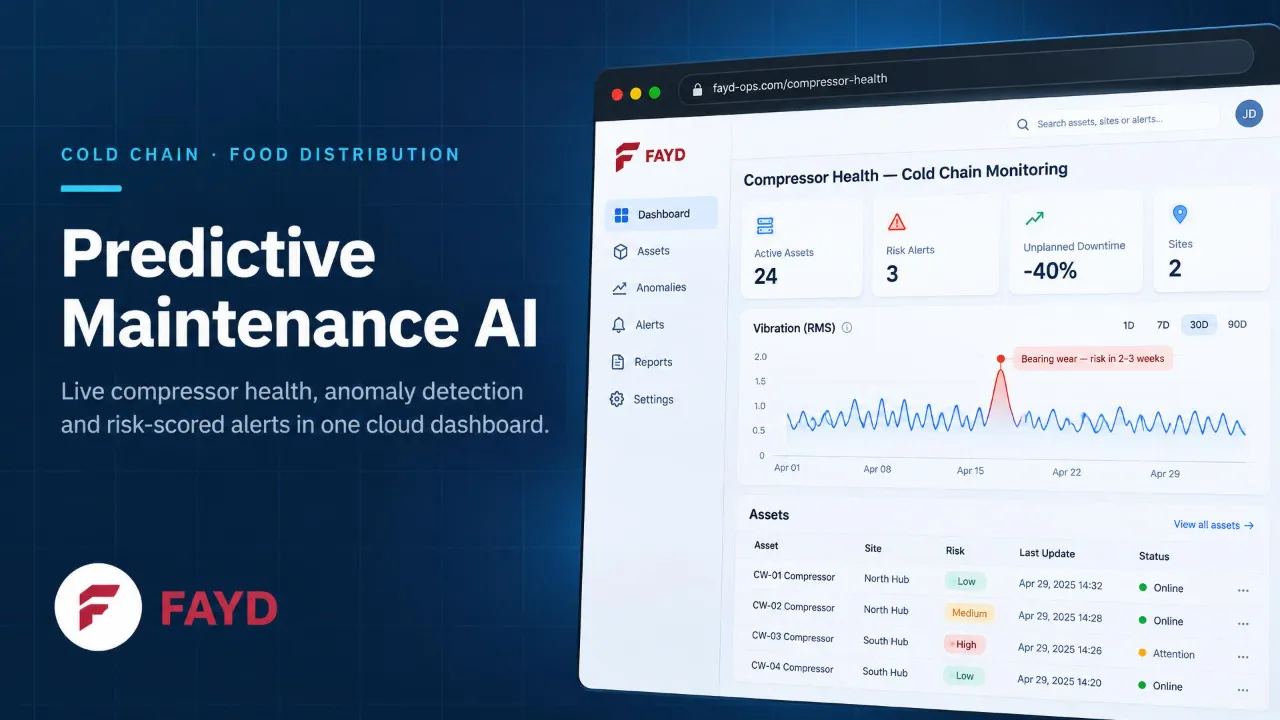 COLD CHAIN · FOOD DISTRIBUTION
Predictive
Maintenance AI
Live compressor health, anomaly detection
and risk-scored alerts in one cloud dashboard.
FAYD
fayd-ops.com/compressor-health
FAYD
Search assets, sites or alerts...
JD
Dashboard
Assets
Anomalies
Alerts
Reports
Settings
Compressor Health — Cold Chain Monitoring
Active Assets
24
Risk Alerts
3
Unplanned Downtime
-40%
Sites
2
Vibration (RMS)
1D 7D 30D 90D
Bearing wear — risk in 2–3 weeks
2.0
1.5
1.0
0.5
0
Apr 01 Apr 08 Apr 15 Apr 22 Apr 29
Assets
View all assets →
Asset Site Risk Last Update Status
CW-01 Compressor North Hub Low Apr 29, 2025 14:32 Online
CW-02 Compressor North Hub Medium Apr 29, 2025 14:28 Online
CW-03 Compressor South Hub High Apr 29, 2025 14:26 Attention
CW-04 Compressor South Hub Low Apr 29, 2025 14:20 Online